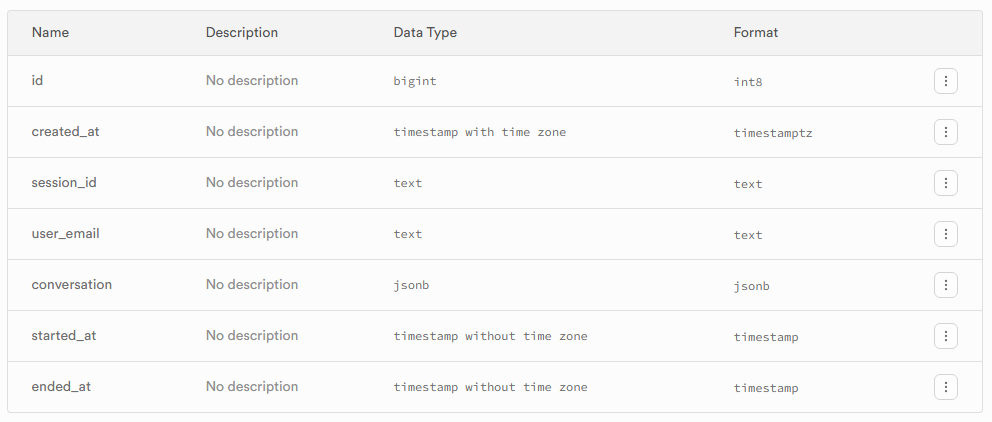 Name Description Data Type Format
id No description bigint int8
created_at No description timestamp with time zone timestamptz
session_id No description text text
user_email No description text text
conversation No description jsonb jsonb
started_at No description timestamp without time zone timestamp
ended_at No description timestamp without time zone timestamp